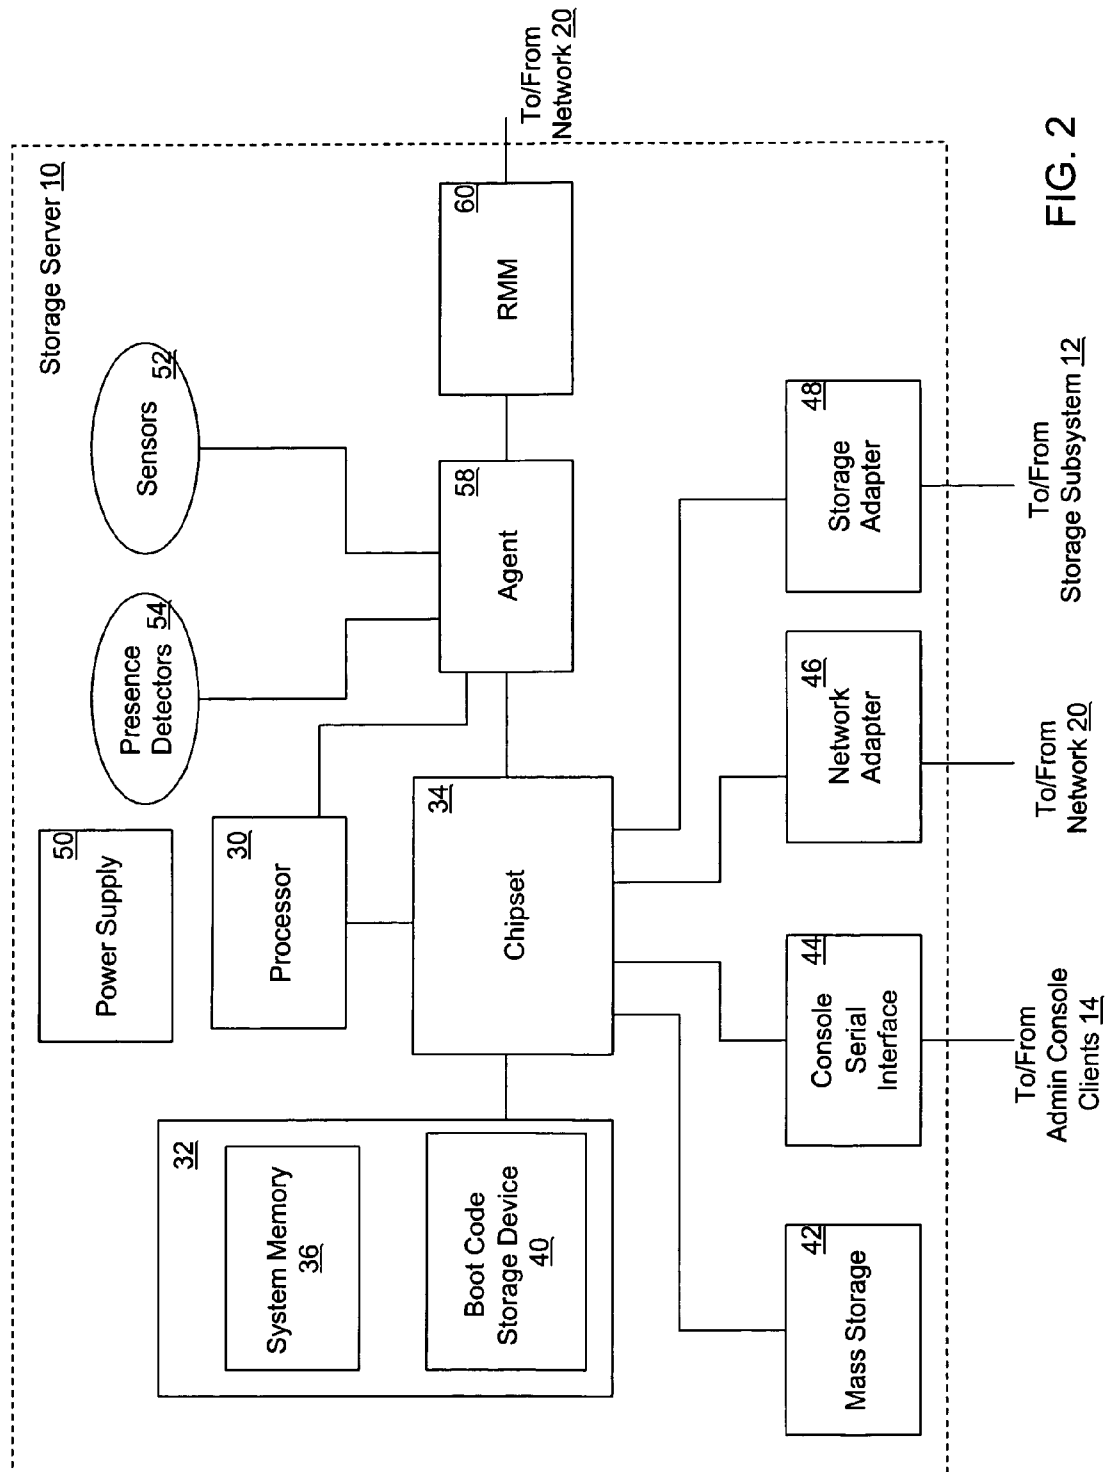 Storage Server 10
Power Supply
50
Presence
Detectors 54
Sensors 52
Processor
30
32
System Memory
36
Boot Code
Storage Device
40
Chipset
34
Agent
58
RMM
60
To/From
Network 20
Mass Storage
42
Console
Serial
Interface
44
Network
Adapter
46
Storage
Adapter
48
To/From
Admin Console
Clients 14
To/From
Network 20
To/From
Storage Subsystem 12
FIG. 2